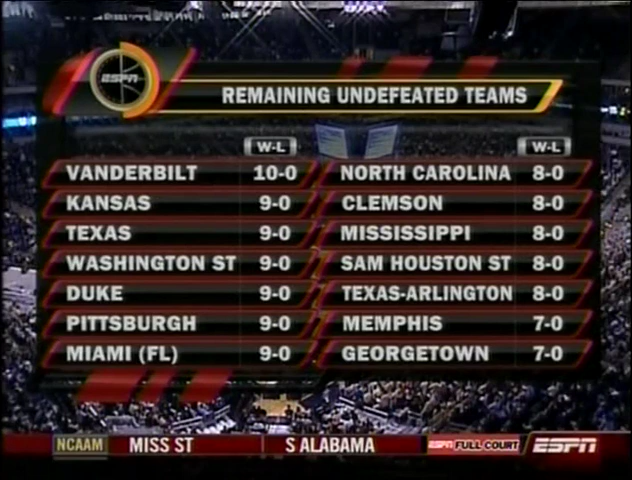 ESPN
REMAINING UNDEFEATED TEAMS
W-L
VANDERBILT 10-0
KANSAS 9-0
TEXAS 9-0
WASHINGTON ST 9-0
DUKE 9-0
PITTSBURGH 9-0
MIAMI (FL) 9-0
W-L
NORTH CAROLINA 8-0
CLEMSON 8-0
MISSISSIPPI 8-0
SAM HOUSTON ST 8-0
TEXAS-ARLINGTON 8-0
MEMPHIS 7-0
GEORGETOWN 7-0
NCAAM MISS ST S ALABAMA ESPN FULL COURT ESPN